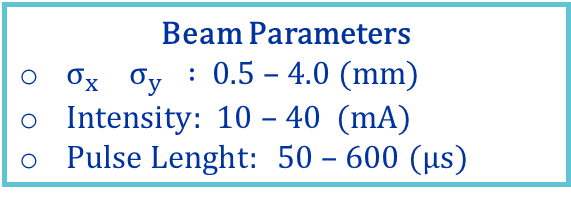 Beam Parameters
o σx σy : 0.5 – 4.0 (mm)
o Intensity: 10 – 40 (mA)
o Pulse Lenght: 50 – 600 (μs)